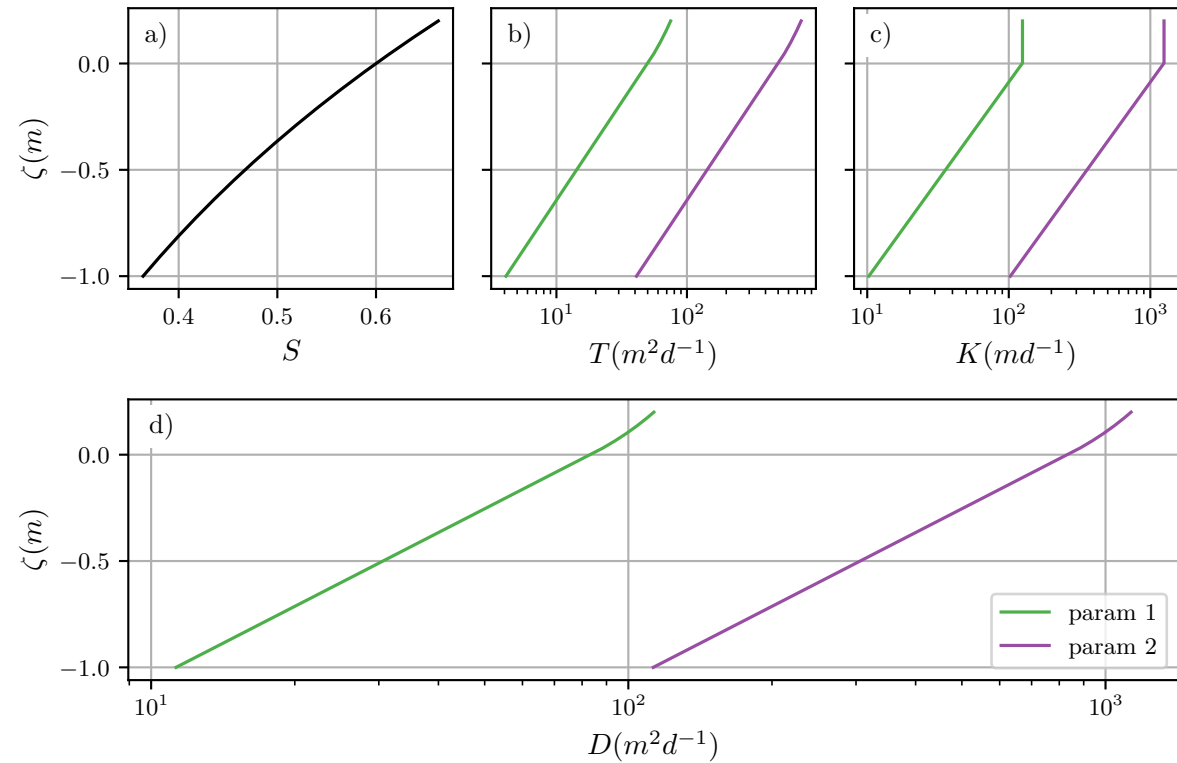 a)
b)
c)
ζ(m)
0.0
−0.5
−1.0
0.4 0.5 0.6
10¹ 10²
10¹ 10² 10³
S
T(m²d⁻¹)
K(md⁻¹)
d)
ζ(m)
0.0
−0.5
−1.0
param 1
param 2
10¹ 10² 10³
D(m²d⁻¹)